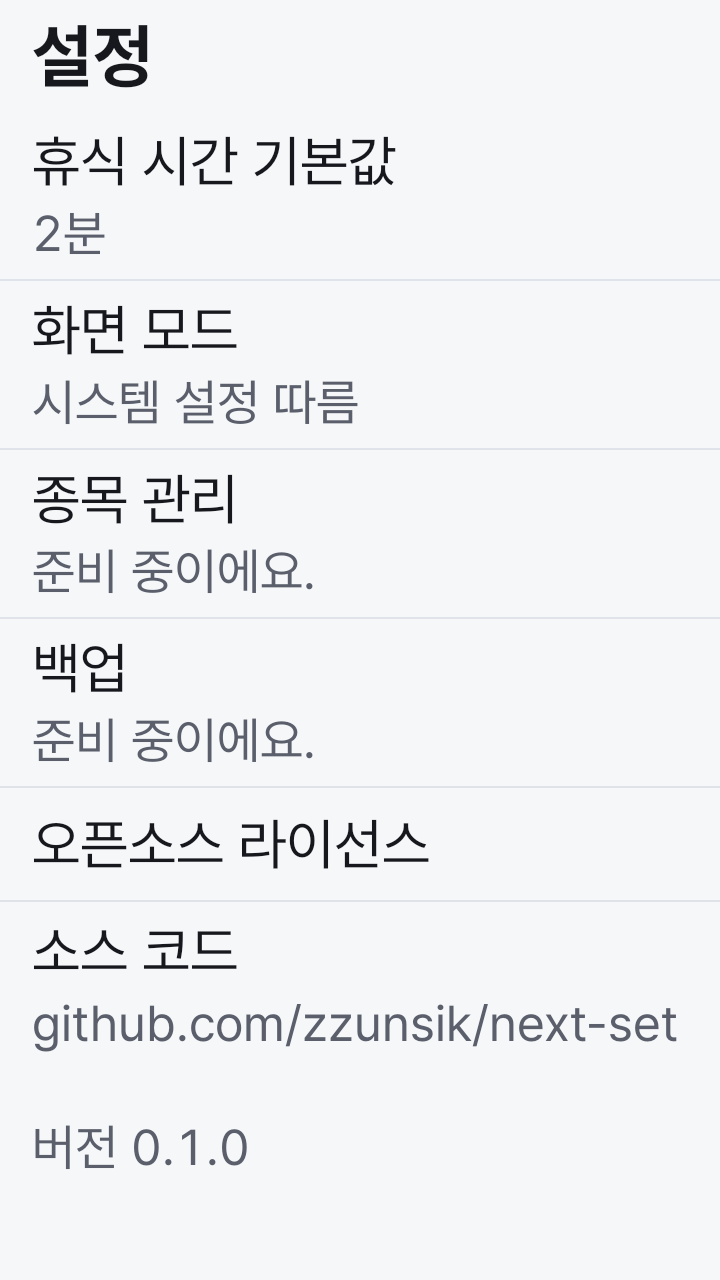 설정
휴식 시간 기본값
2분
화면 모드
시스템 설정 따름
종목 관리
준비 중이에요.
백업
준비 중이에요.
오픈소스 라이선스
소스 코드
github.com/zzunsik/next-set
버전 0.1.0